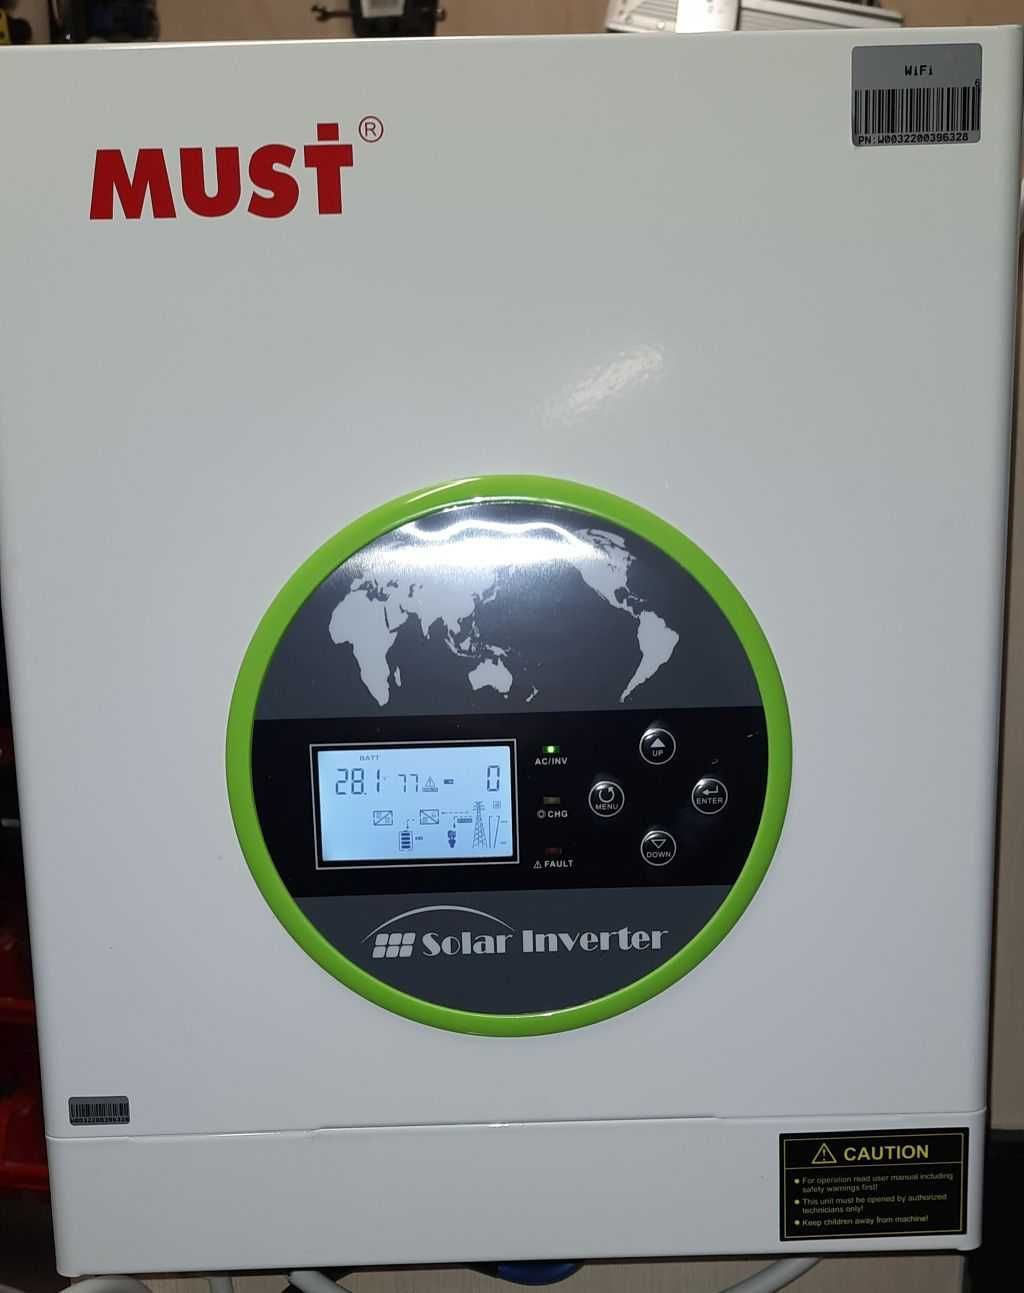 WiFi
6
PN:W0032200396328
MUST®
BATT
28.1 77 0
AC/INV
CHG
FAULT
UP
MENU
ENTER
DOWN
Solar Inverter
W0032200396328
CAUTION
For operation read user manual including
safety warnings first!
This unit must be opened by authorized
technicians only!
Keep children away from machine!